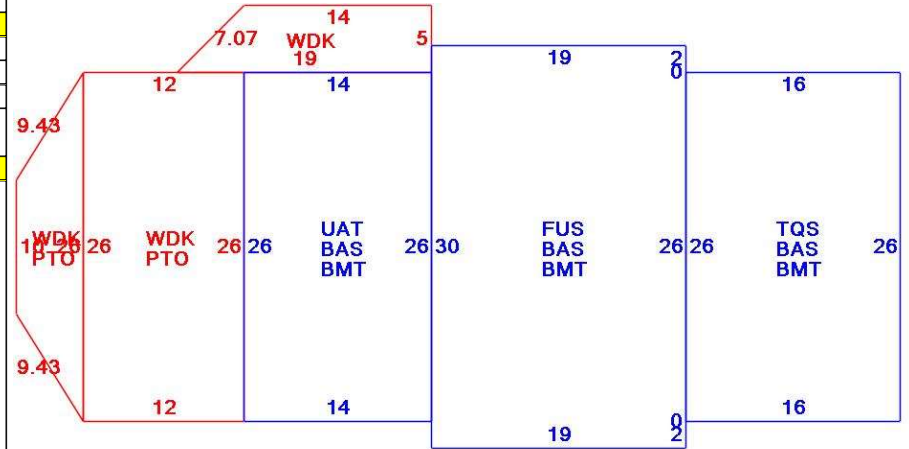 14
7.07 WDK 5
19
19 2
0
12 14 16
9.43
WDK
PTO
10 26 26
WDK
PTO
26 26
UAT
BAS
BMT
26 30
FUS
BAS
BMT
26 26
TQS
BAS
BMT
26
9.43
12 14 16
0
19 2